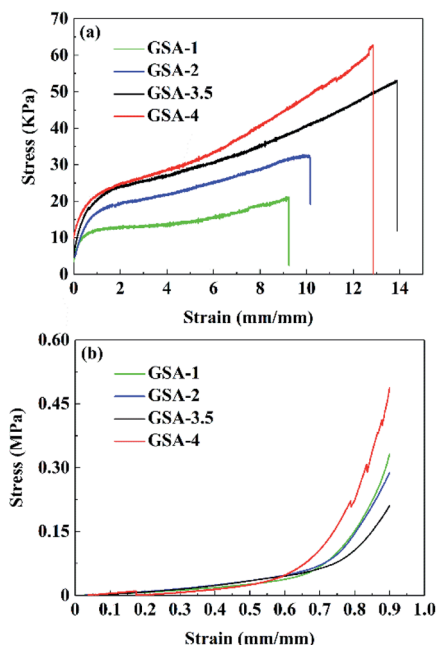 (a)
GSA-1
GSA-2
GSA-3.5
GSA-4
Stress (KPa)
70
60
50
40
30
20
10
0
0 2 4 6 8 10 12 14
Strain (mm/mm)
(b)
GSA-1
GSA-2
GSA-3.5
GSA-4
Stress (MPa)
0.60
0.45
0.30
0.15
0
0 0.1 0.2 0.3 0.4 0.5 0.6 0.7 0.8 0.9 1
Strain (mm/mm)